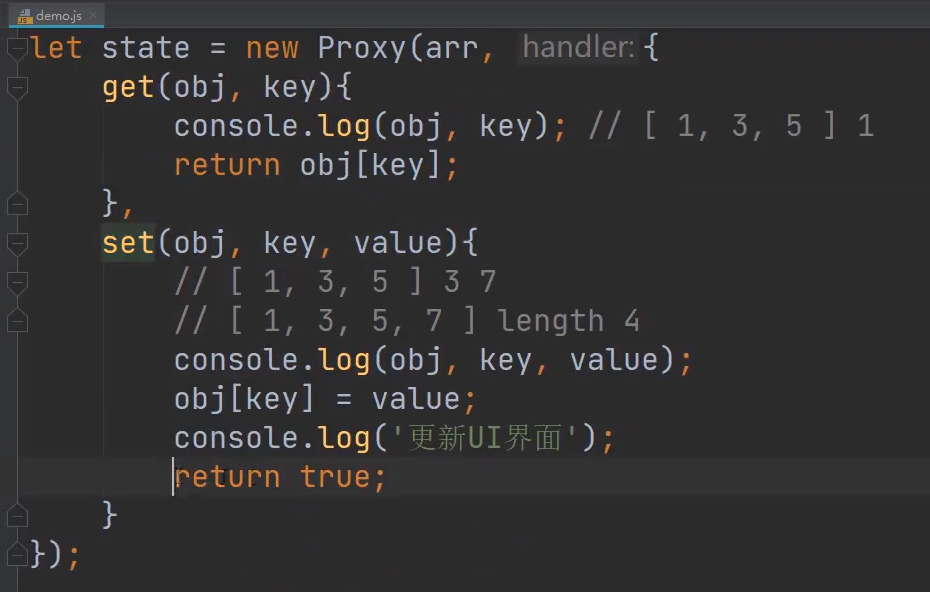 demo.js
let state = new Proxy(arr, handler: {
get(obj, key){
console.log(obj, key); // [ 1, 3, 5 ] 1
return obj[key];
},
set(obj, key, value){
// [ 1, 3, 5 ] 3 7
// [ 1, 3, 5, 7 ] length 4
console.log(obj, key, value);
obj[key] = value;
console.log('更新UI界面');
return true;
}
});